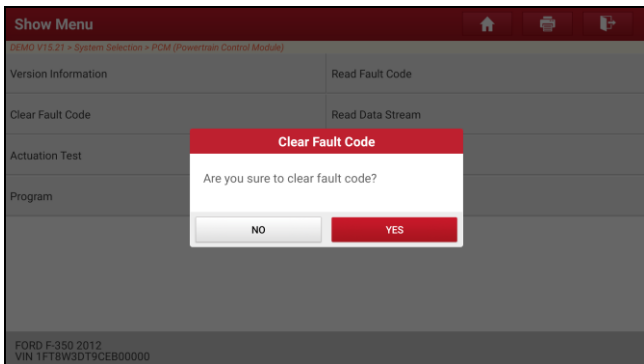 Show Menu
DEMO V15.21 > System Selection > PCM (Powertrain Control Module)
Version Information
Read Fault Code
Clear Fault Code
Read Data Stream
Actuation Test
Program
Clear Fault Code
Are you sure to clear fault code?
NO
YES
FORD F-350 2012
VIN 1FT8W3DT9CEB00000